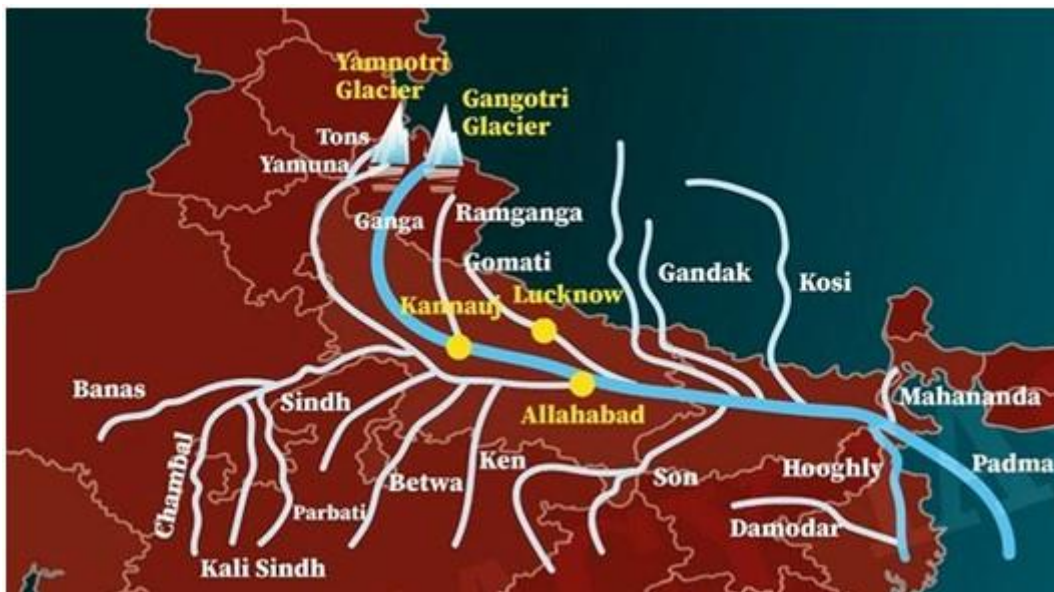 Yamnotri
Glacier
Gangotri
Glacier
Tons
Yamuna
Ganga
Ramganga
Gomati
Gandak
Kosi
Kannauj
Lucknow
Banas
Sindh
Allahabad
Mahananda
Chambal
Betwa
Ken
Son
Hooghly
Padma
Parbati
Damodar
Kali Sindh